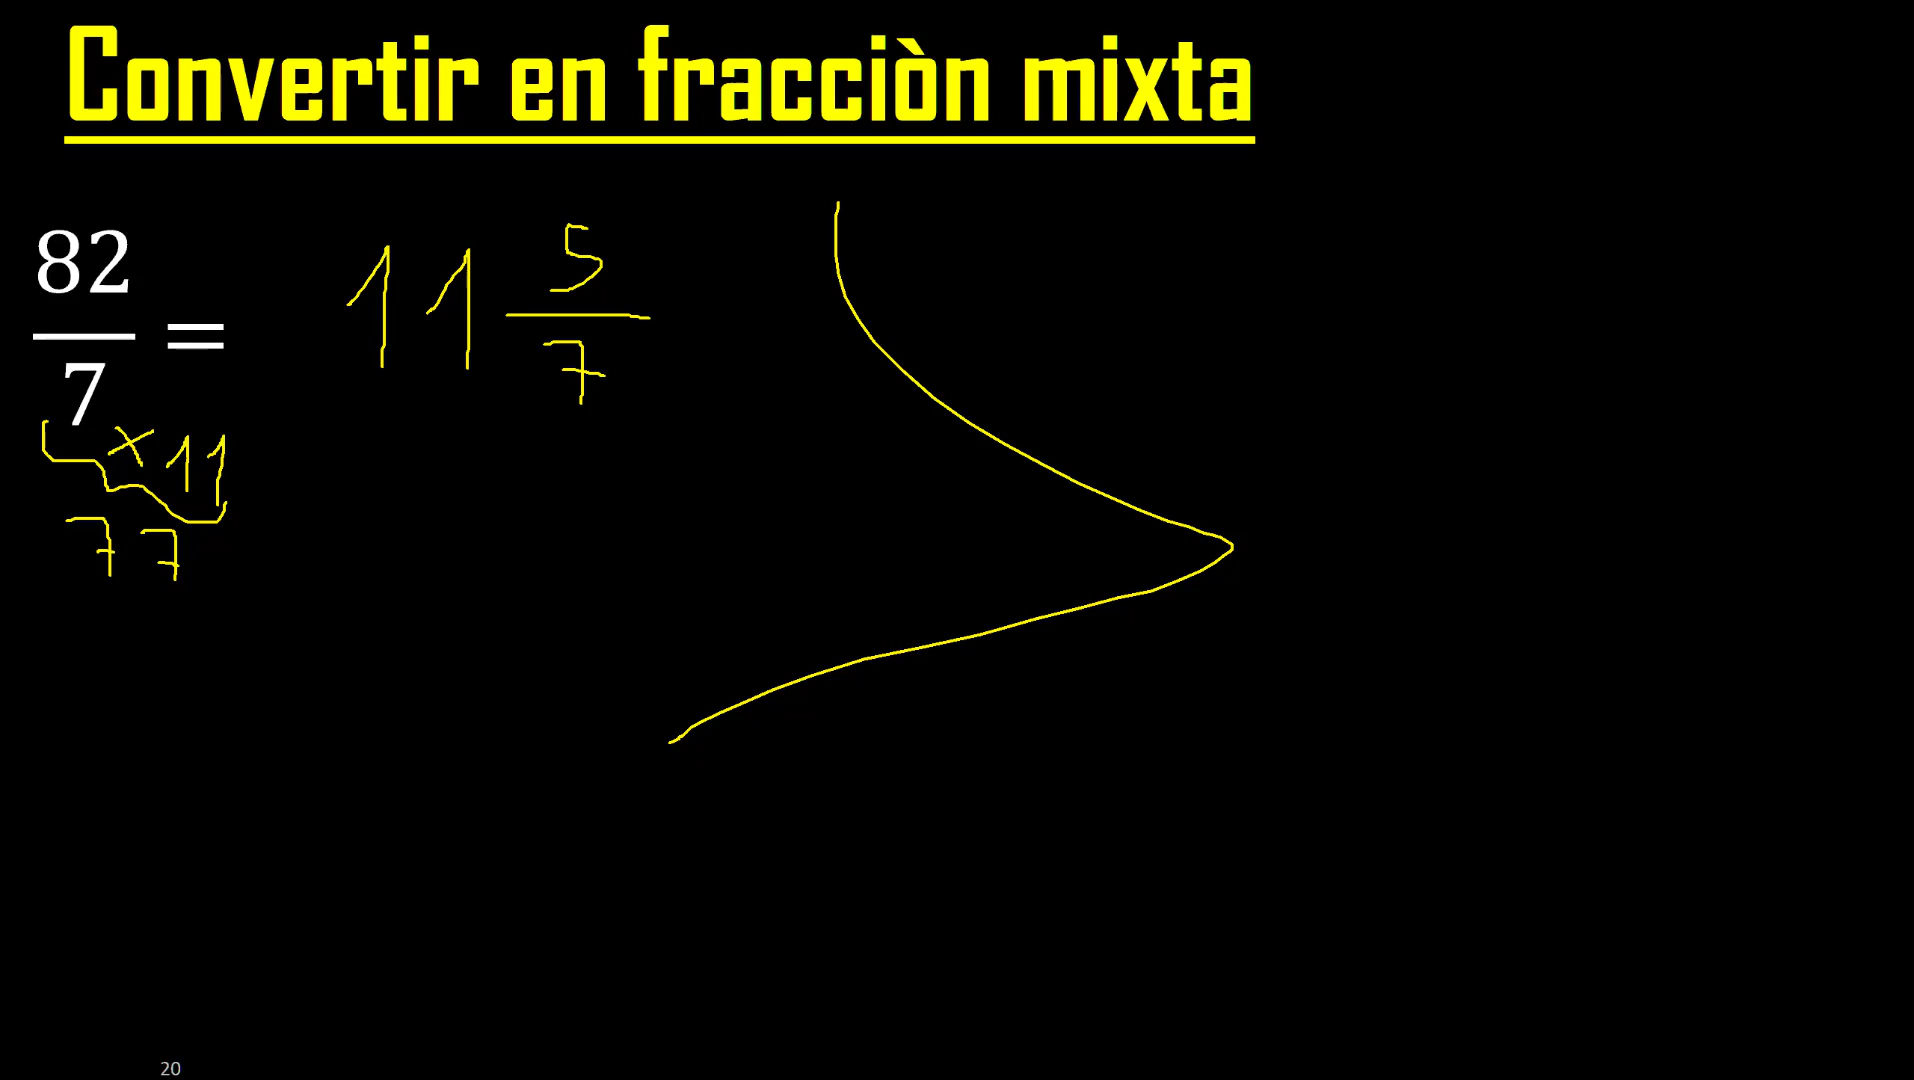 Convertir en fracciòn mixta
82/7 = 11 5/7
×11
77
20